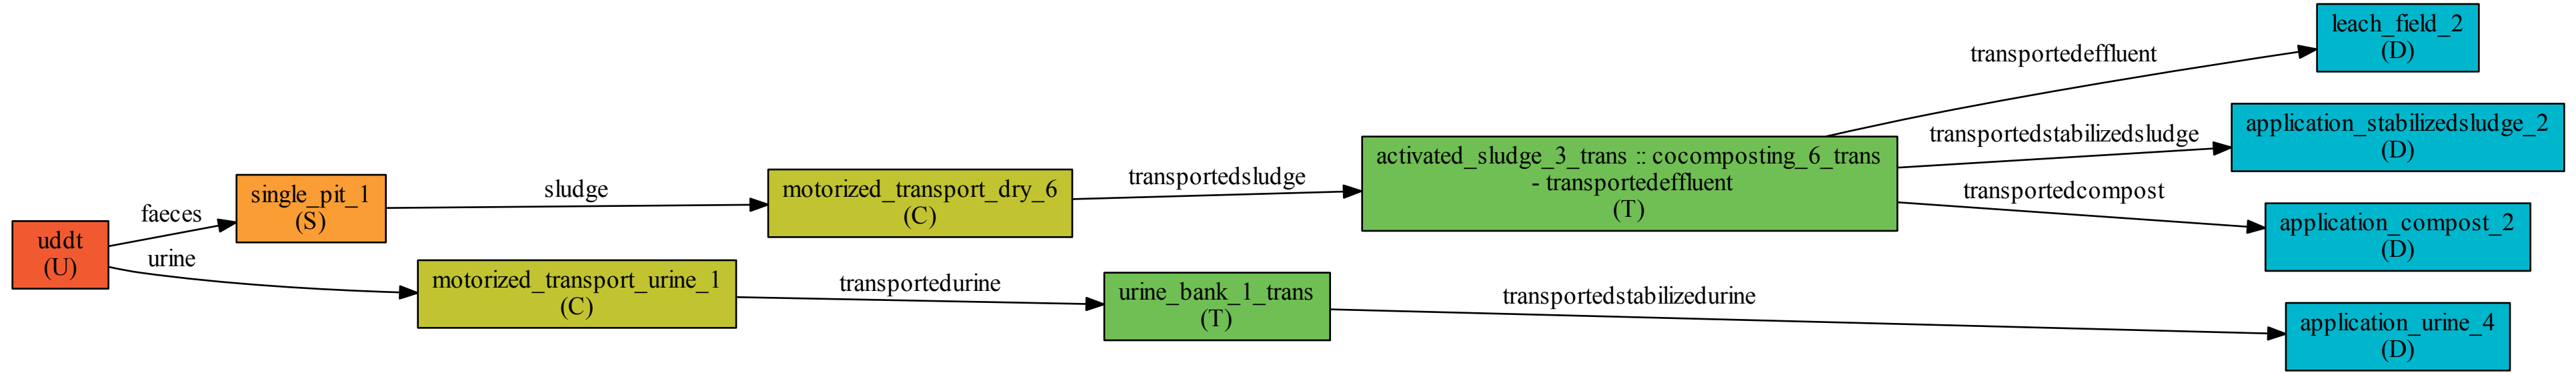 uddt
(U)
faeces
urine
single_pit_1
(S)
sludge
motorized_transport_urine_1
(C)
motorized_transport_dry_6
(C)
transportedurine
transportedsludge
urine_bank_1_trans
(T)
activated_sludge_3_trans :: cocomposting_6_trans
- transportedeffluent
(T)
transportedeffluent
transportedstabilizedsludge
transportedcompost
transportedstabilizedurine
leach_field_2
(D)
application_stabilizedsludge_2
(D)
application_compost_2
(D)
application_urine_4
(D)